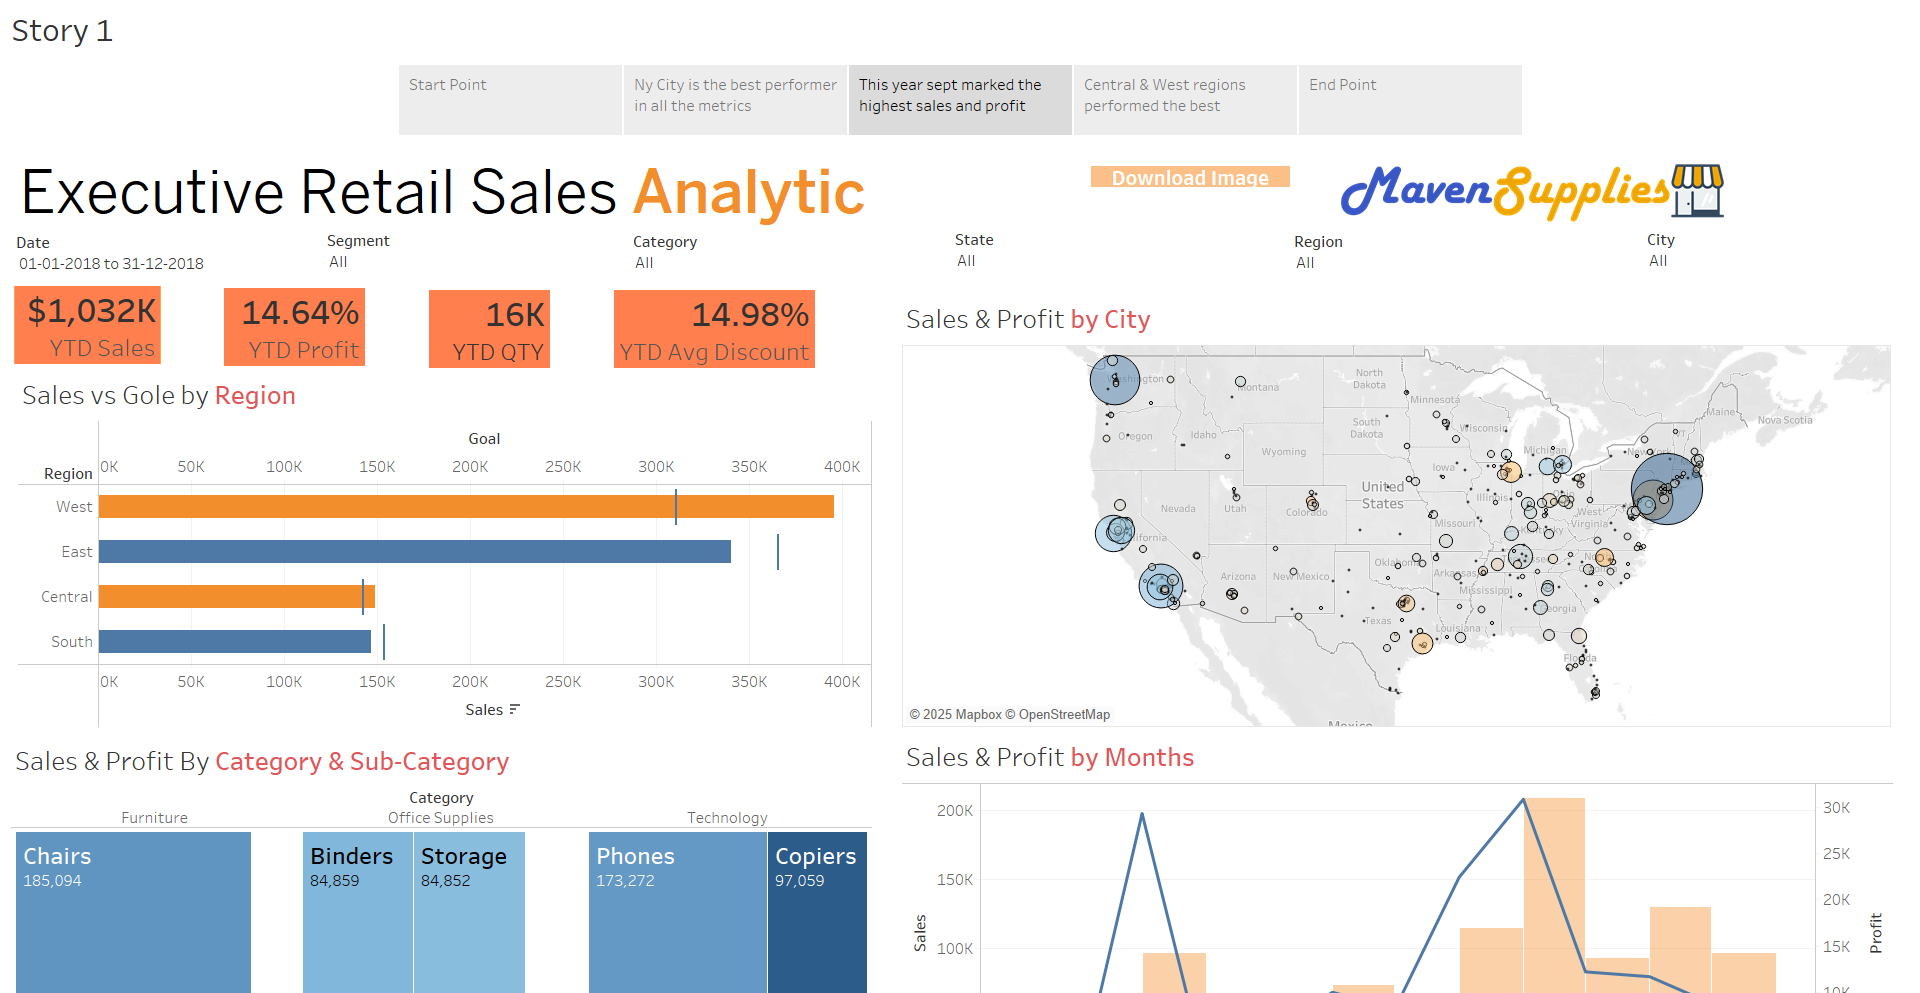 Story 1
Start Point
Ny City is the best performer
in all the metrics
This year sept marked the
highest sales and profit
Central & West regions
performed the best
End Point
Executive Retail Sales Analytic
Download Image
MavenSupplies
Date
01-01-2018 to 31-12-2018
Segment
All
Category
All
State
All
Region
All
City
All
$1,032K
YTD Sales
14.64%
YTD Profit
16K
YTD QTY
14.98%
YTD Avg Discount
Sales vs Gole by Region
Goal
Region
0K 50K 100K 150K 200K 250K 300K 350K 400K
West
East
Central
South
0K 50K 100K 150K 200K 250K 300K 350K 400K
Sales
Sales & Profit by City
Washington
Montana
North
Dakota
Minnesota
Maine
Nova Scotia
Oregon
Idaho
South
Dakota
Wisconsin
Wyoming
Michigan
Iowa
United
States
Nevada
Utah
Colorado
Illinois
West
Virginia
Missouri
Arizona
New Mexico
Oklahoma
Arkansas
Mississippi
Georgia
Texas
Louisiana
Florida
Mexico
© 2025 Mapbox © OpenStreetMap
Sales & Profit By Category & Sub-Category
Category
Furniture
Office Supplies
Technology
Chairs
185,094
Binders
84,859
Storage
84,852
Phones
173,272
Copiers
97,059
Sales & Profit by Months
200K
150K
100K
Sales
30K
25K
20K
15K
10K
Profit